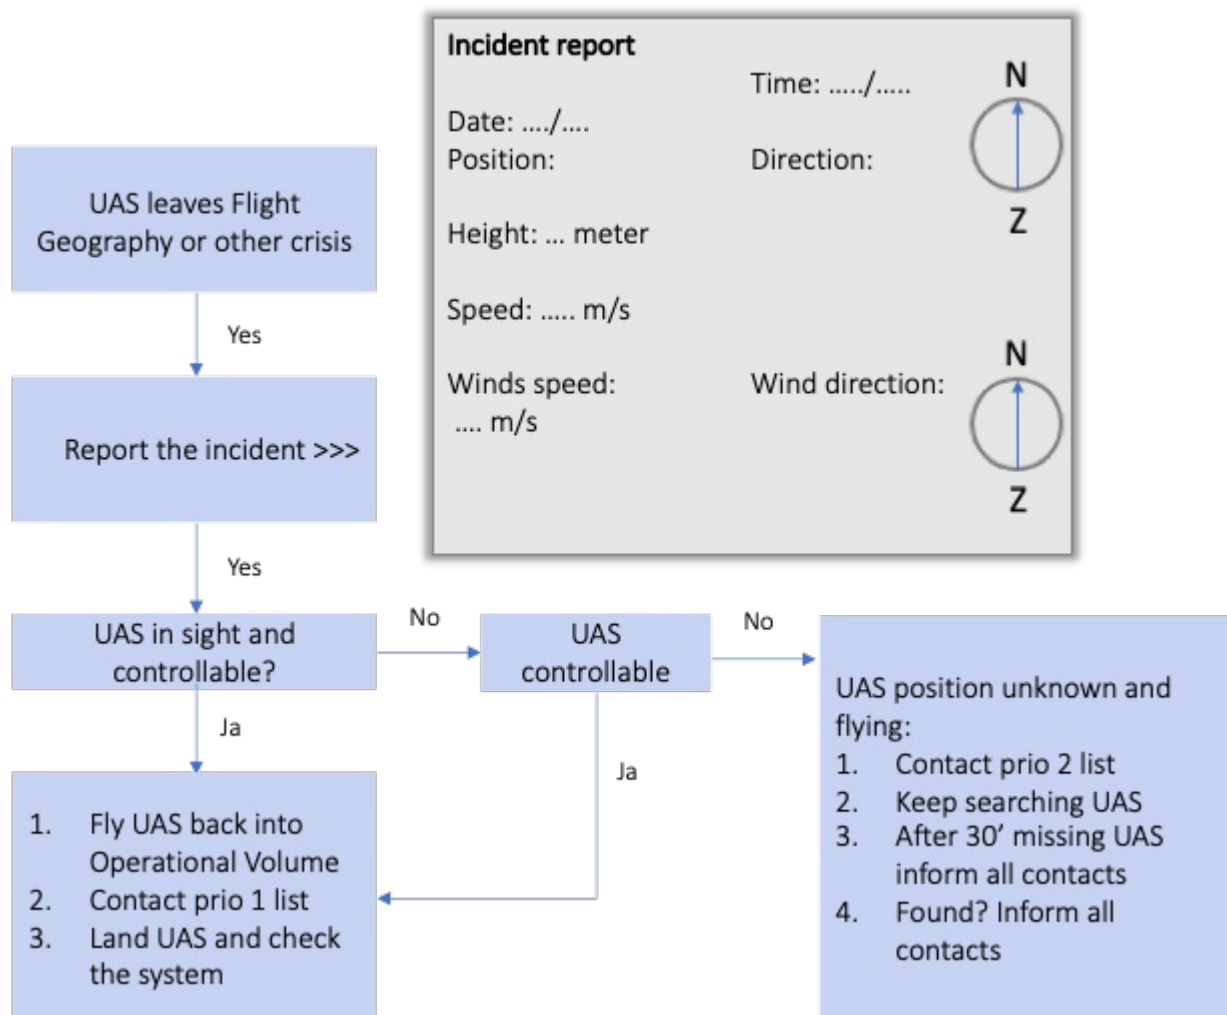 Incident report
Time: ...../.....
N
Date: ..../....
Position:
Direction:
Z
Height: ... meter
Speed: ..... m/s
N
Winds speed:
.... m/s
Wind direction:
Z
UAS leaves Flight
Geography or other crisis
Yes
Report the incident >>>
Yes
UAS in sight and
controllable?
No
UAS
controllable
No
UAS position unknown and
flying:
1. Contact prio 2 list
2. Keep searching UAS
3. After 30’ missing UAS
inform all contacts
4. Found? Inform all
contacts
Ja
Ja
1. Fly UAS back into
Operational Volume
2. Contact prio 1 list
3. Land UAS and check
the system